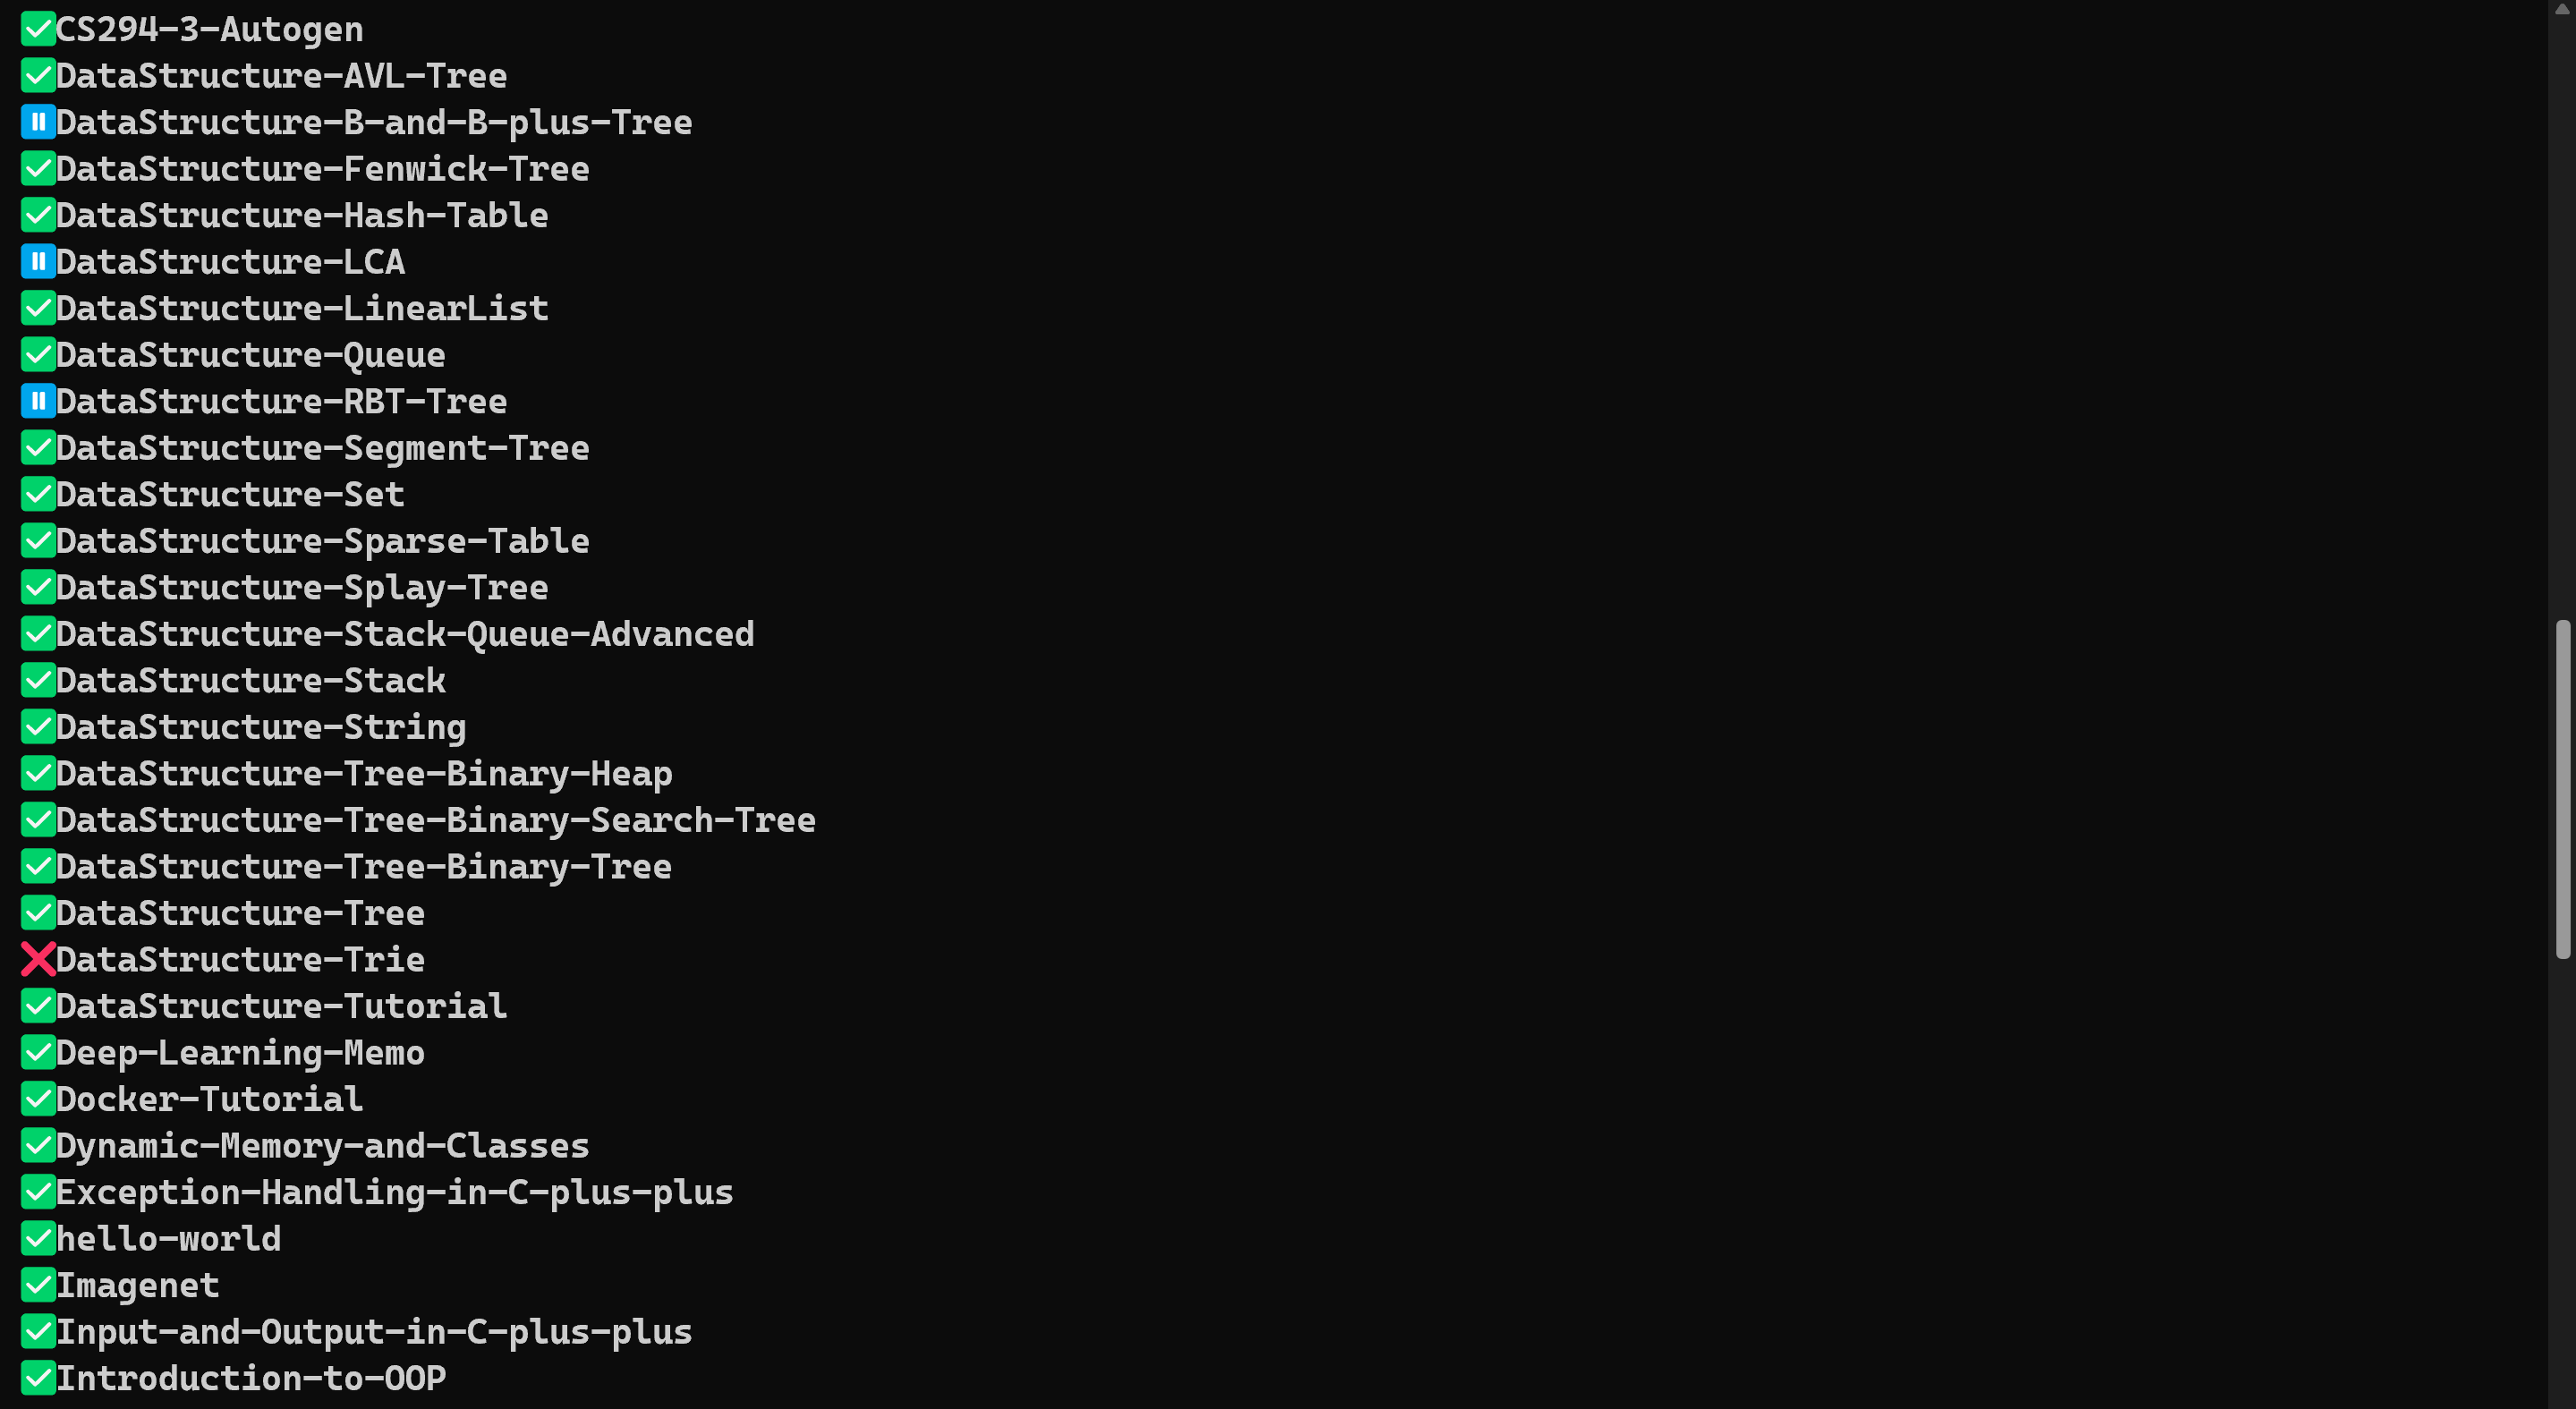 ✅CS294-3-Autogen
✅DataStructure-AVL-Tree
⏸DataStructure-B-and-B-plus-Tree
✅DataStructure-Fenwick-Tree
✅DataStructure-Hash-Table
⏸DataStructure-LCA
✅DataStructure-LinearList
✅DataStructure-Queue
⏸DataStructure-RBT-Tree
✅DataStructure-Segment-Tree
✅DataStructure-Set
✅DataStructure-Sparse-Table
✅DataStructure-Splay-Tree
✅DataStructure-Stack-Queue-Advanced
✅DataStructure-Stack
✅DataStructure-String
✅DataStructure-Tree-Binary-Heap
✅DataStructure-Tree-Binary-Search-Tree
✅DataStructure-Tree-Binary-Tree
✅DataStructure-Tree
❌DataStructure-Trie
✅DataStructure-Tutorial
✅Deep-Learning-Memo
✅Docker-Tutorial
✅Dynamic-Memory-and-Classes
✅Exception-Handling-in-C-plus-plus
✅hello-world
✅Imagenet
✅Input-and-Output-in-C-plus-plus
✅Introduction-to-OOP